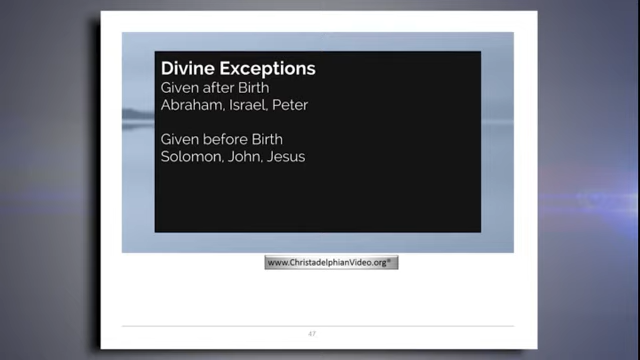 Divine Exceptions
Given after Birth
Abraham, Israel, Peter
Given before Birth
Solomon, John, Jesus
www.ChristadelphianVideo.org®
47